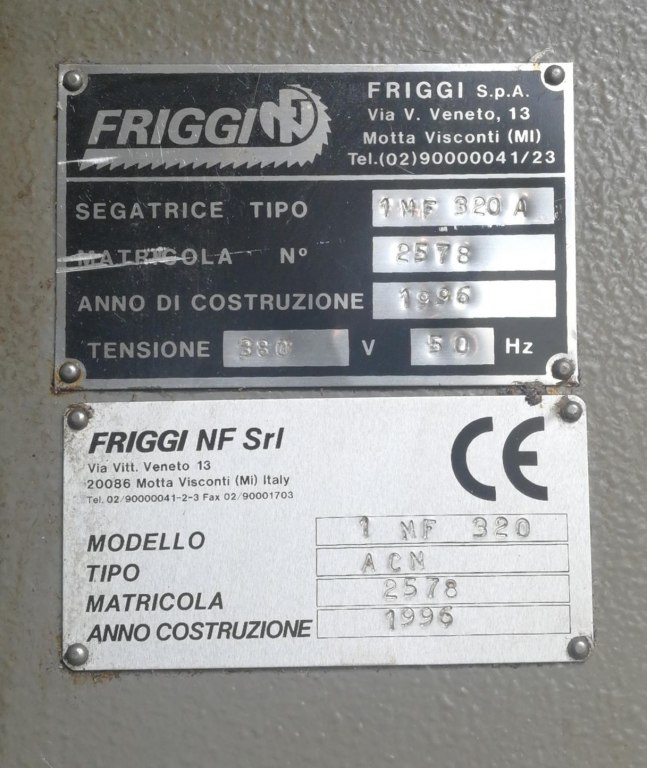 FRIGGI NF
FRIGGI S.p.A.
Via V. Veneto, 13
Motta Visconti (MI)
Tel.(02)90000041/23
SEGATRICE TIPO 1 MF 320 A
MATRICOLA Nº 2578
ANNO DI COSTRUZIONE 1996
TENSIONE 380 V 50 Hz
FRIGGI NF Srl
Via Vitt. Veneto 13
20086 Motta Visconti (Mi) Italy
Tel. 02/90000041-2-3 Fax 02/90001703
CE
MODELLO 1 MF 320
TIPO ACN
MATRICOLA 2578
ANNO COSTRUZIONE 1996